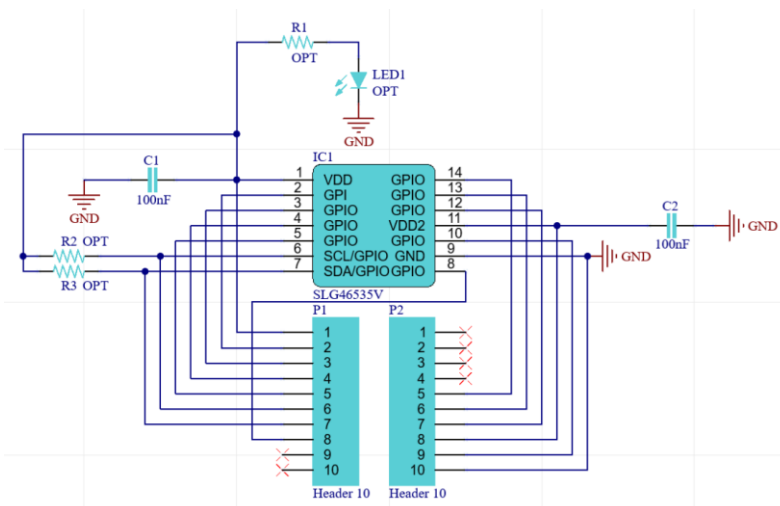 R1
OPT
LED1
OPT
GND
IC1
C1
100nF
GND
1 VDD GPIO 14
2 GPI GPIO 13
3 GPIO GPIO 12
4 GPIO VDD2 11
5 GPIO GPIO 10
6 SCL/GPIO GND 9
7 SDA/GPIO GPIO 8
SLG46535V
C2
100nF
GND
GND
R2 OPT
R3 OPT
P1
1
2
3
4
5
6
7
8
9
10
Header 10
P2
1
2
3
4
5
6
7
8
9
10
Header 10